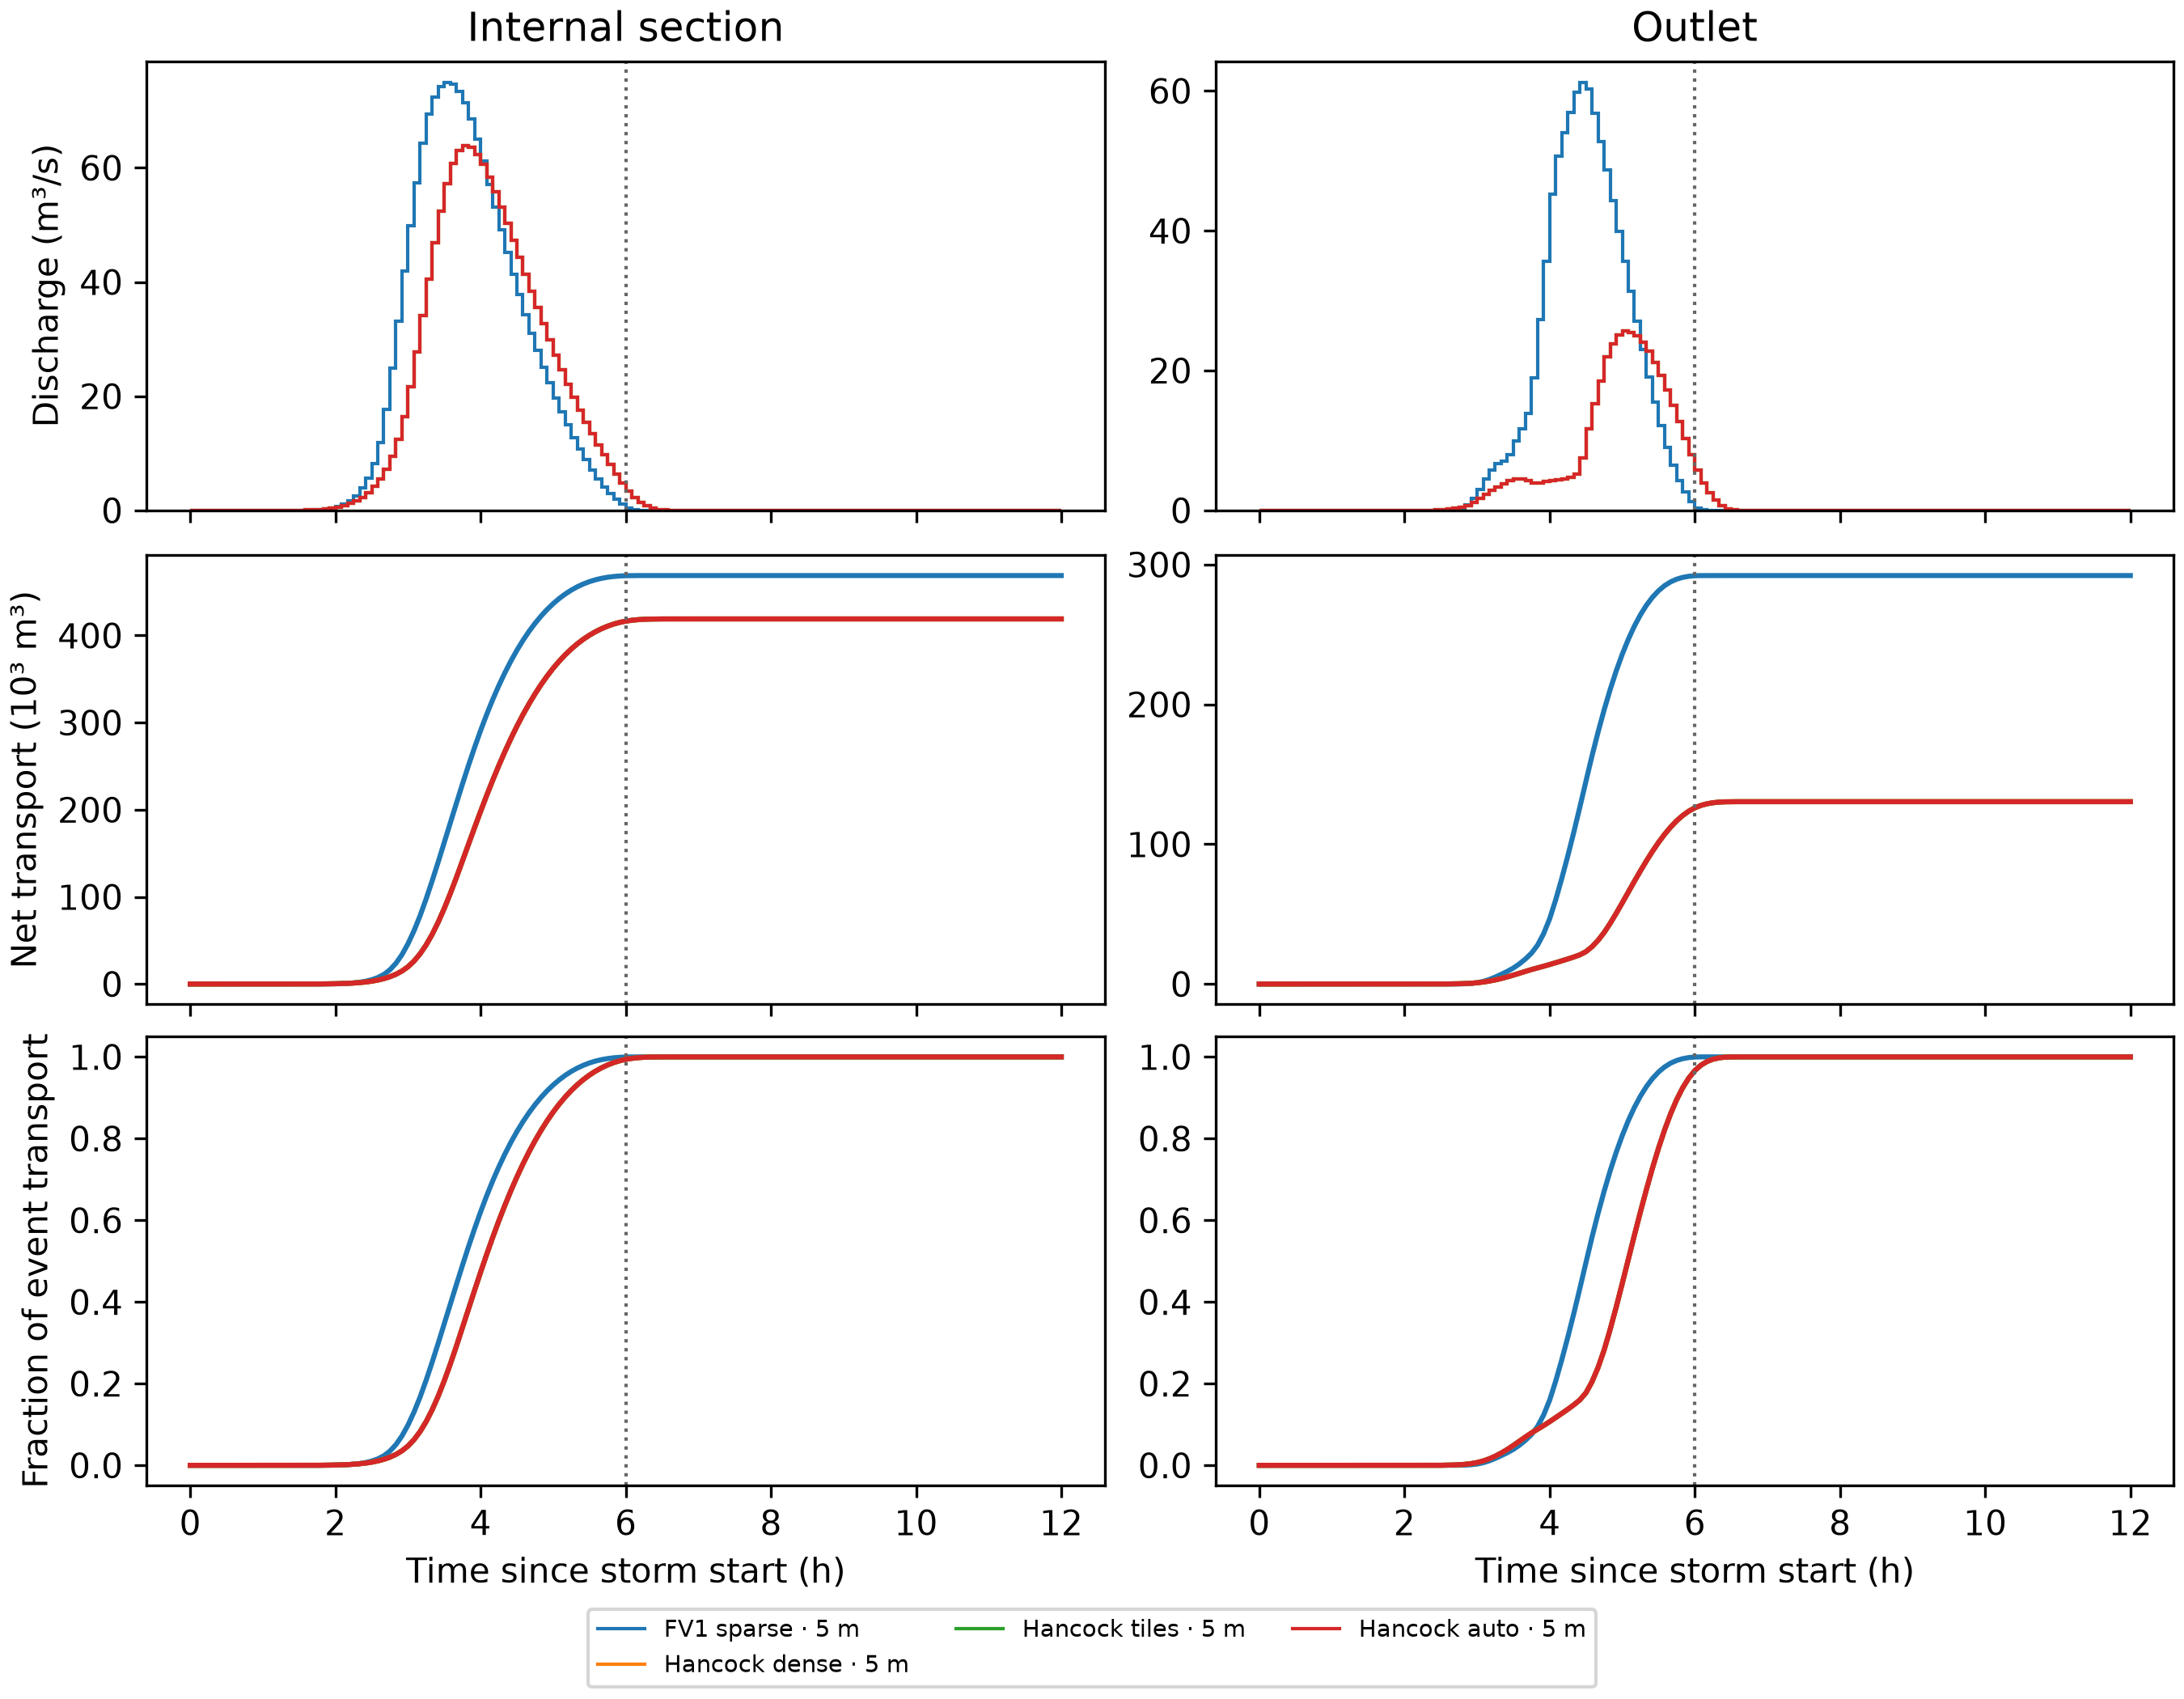 Internal section
Outlet
Discharge (m³/s)
60
40
20
0
60
40
20
0
Net transport (10³ m³)
400
300
200
100
0
300
200
100
0
Fraction of event transport
1.0
0.8
0.6
0.4
0.2
0.0
1.0
0.8
0.6
0.4
0.2
0.0
0 2 4 6 8 10 12
0 2 4 6 8 10 12
Time since storm start (h)
Time since storm start (h)
FV1 sparse · 5 m
Hancock dense · 5 m
Hancock tiles · 5 m
Hancock auto · 5 m